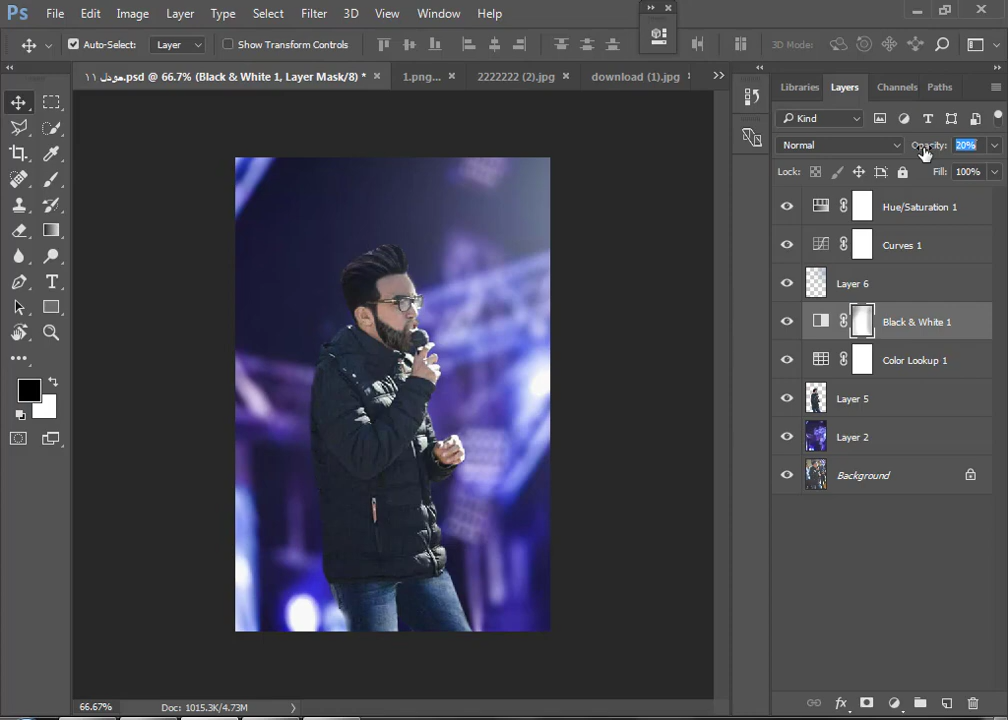 Ps File Edit Image Layer Type Select Filter 3D View Window Help
Auto-Select: Layer Show Transform Controls 3D Mode:
مودل ١١.psd @ 66.7% (Black & White 1, Layer Mask/8) * 1.png... 2222222 (2).jpg download (1).jpg
Libraries Layers Channels Paths
Kind
Normal Opacity: 20%
Lock: Fill: 100%
Hue/Saturation 1
Curves 1
Layer 6
Black & White 1
Color Lookup 1
Layer 5
Layer 2
Background
66.67% Doc: 1015.3K/4.73M